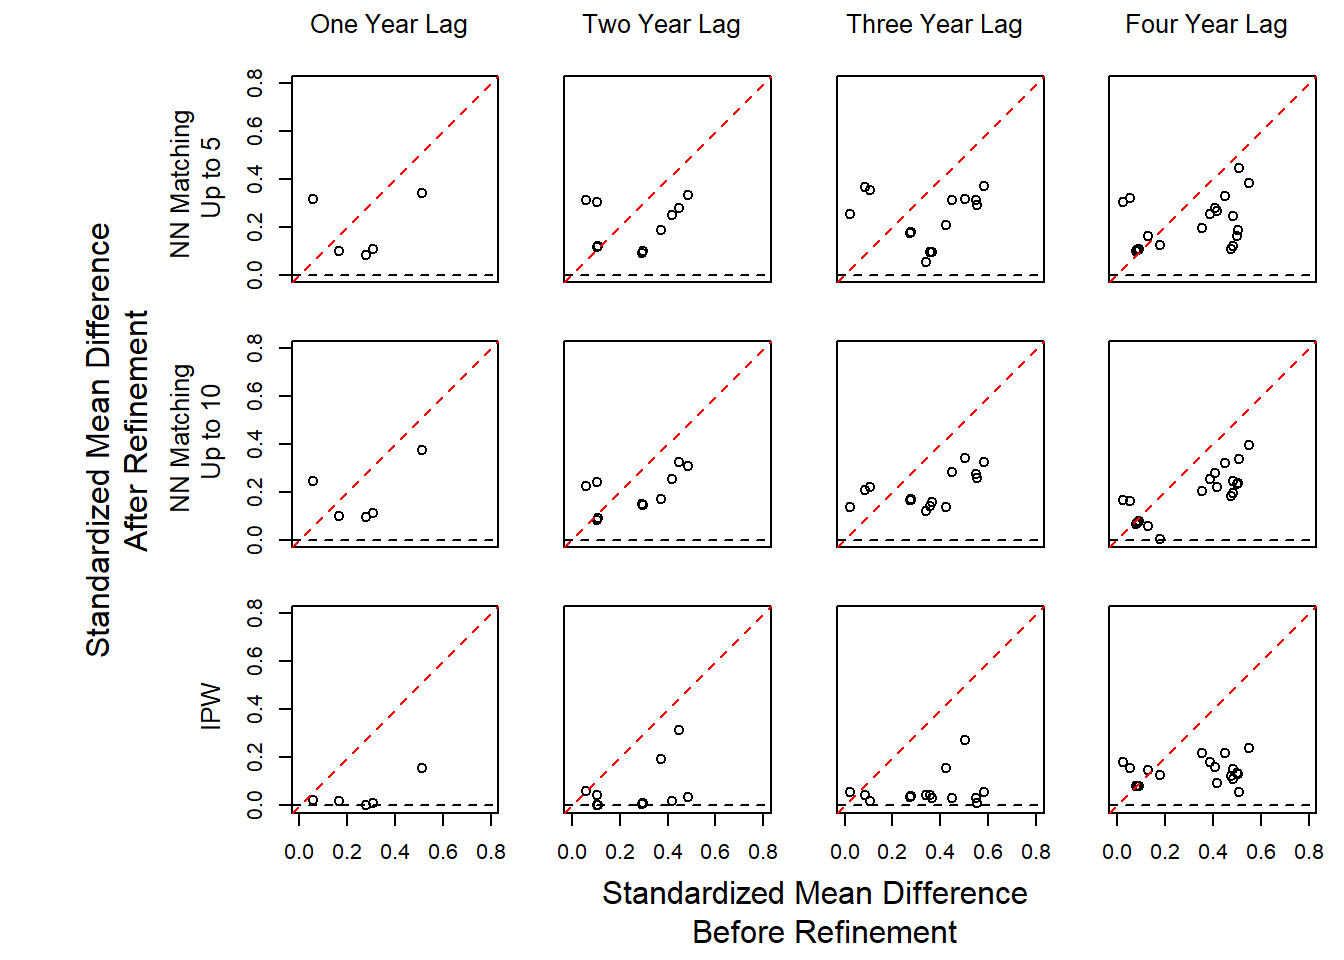 One Year Lag
Two Year Lag
Three Year Lag
Four Year Lag
Standardized Mean Difference
After Refinement
NN Matching
Up to 5
0.0 0.2 0.4 0.6 0.8
NN Matching
Up to 10
0.0 0.2 0.4 0.6 0.8
IPW
0.0 0.2 0.4 0.6 0.8
0.0 0.2 0.4 0.6 0.8
0.0 0.2 0.4 0.6 0.8
0.0 0.2 0.4 0.6 0.8
0.0 0.2 0.4 0.6 0.8
Standardized Mean Difference
Before Refinement